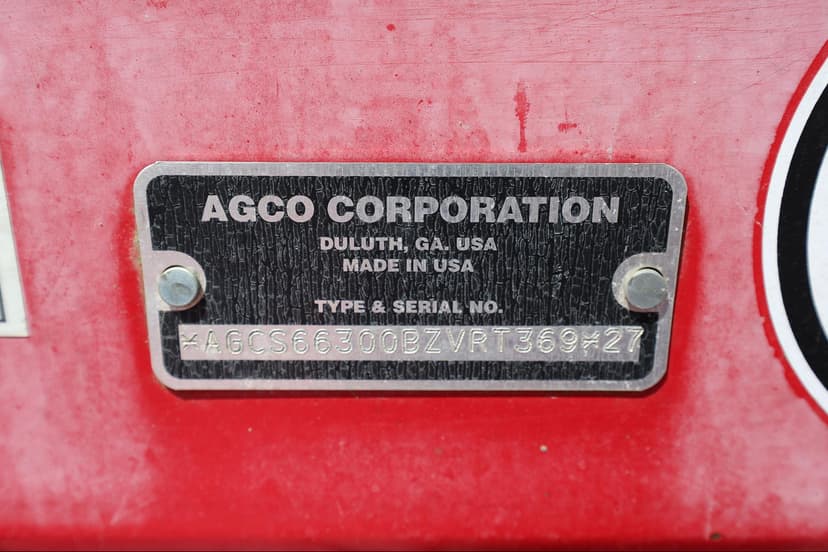 AGCO CORPORATION
DULUTH, GA. USA
MADE IN USA
TYPE & SERIAL NO.
*AGCS66300BZVRT369*27